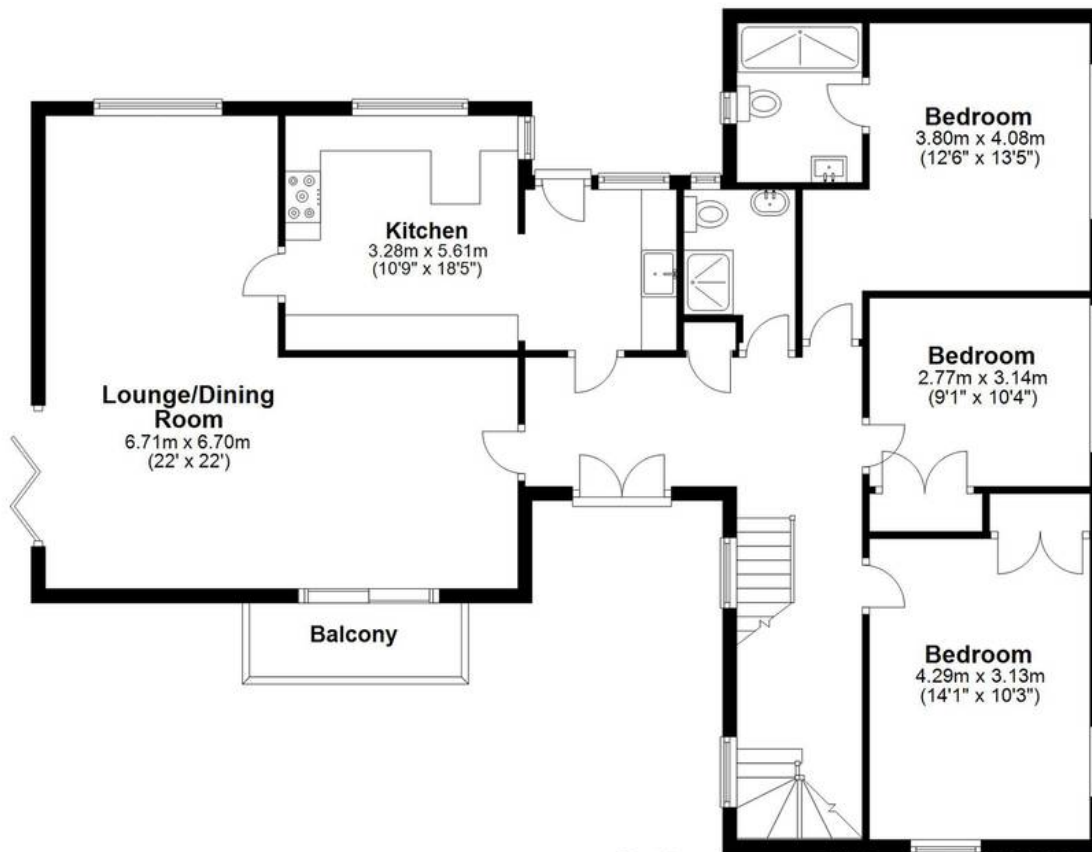 Bedroom
3.80m x 4.08m
(12'6" x 13'5")
Kitchen
3.28m x 5.61m
(10'9" x 18'5")
Bedroom
2.77m x 3.14m
(9'1" x 10'4")
Lounge/Dining
Room
6.71m x 6.70m
(22' x 22')
Balcony
Bedroom
4.29m x 3.13m
(14'1" x 10'3")